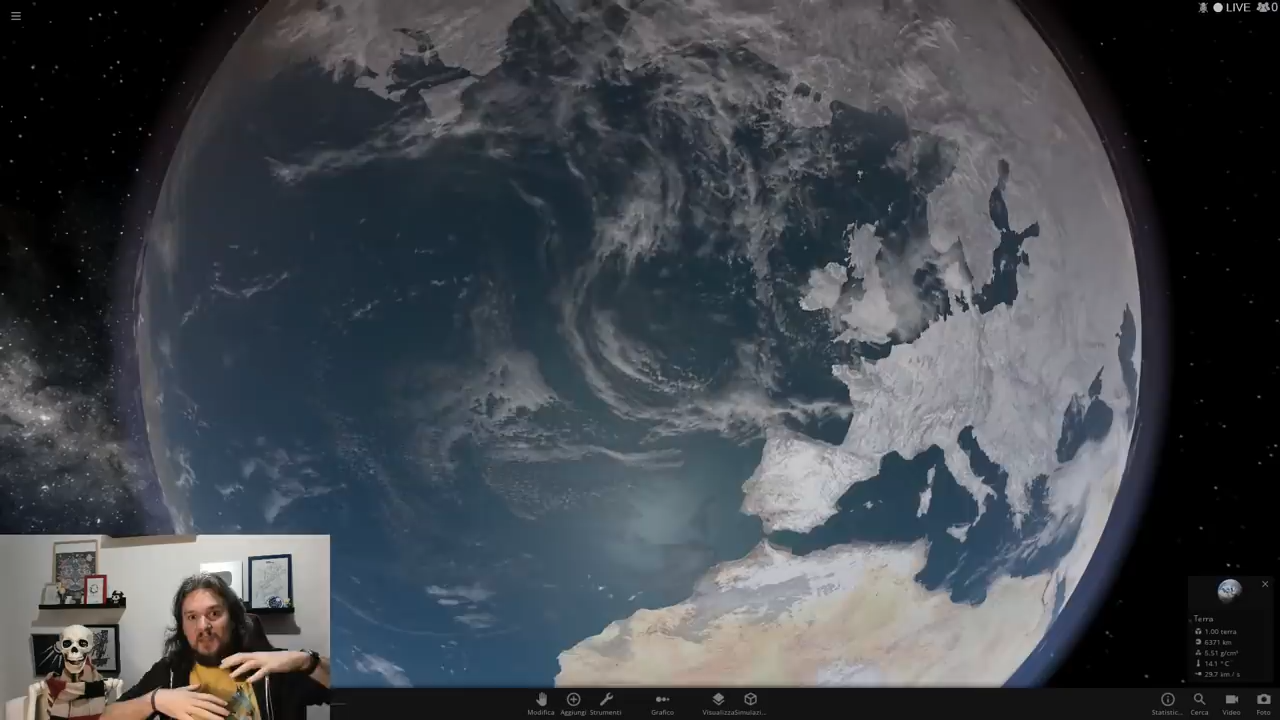 LIVE 0
Terra
1.00 terra
6371 km
5.51 g/cm³
14.1 °C
29.7 km / s
Modifica
Aggiungi
Strumenti
Grafico
Visualizza
Simulazi...
Statistic...
Cerca
Video
Foto